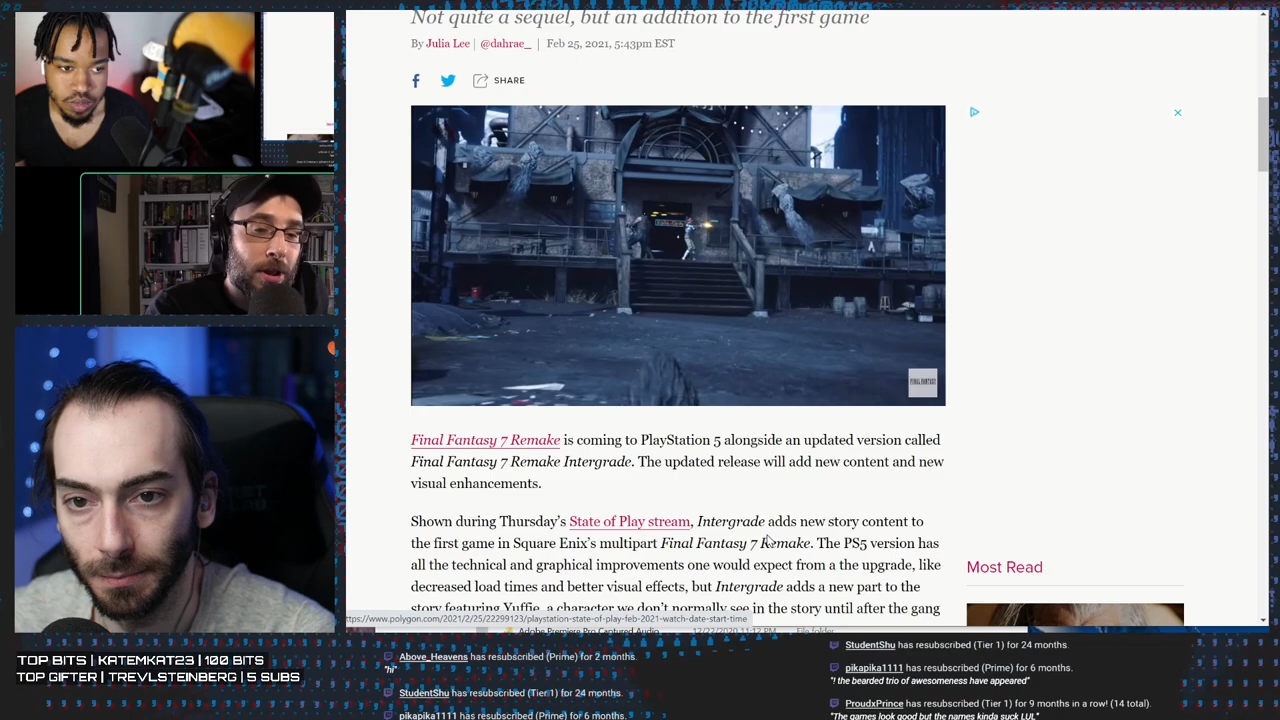 Not quite a sequel, but an addition to the first game
By Julia Lee | @dahrae_ | Feb 25, 2021, 5:43pm EST
SHARE
FINAL FANTASY
Final Fantasy 7 Remake is coming to PlayStation 5 alongside an updated version called
Final Fantasy 7 Remake Intergrade. The updated release will add new content and new
visual enhancements.
Shown during Thursday's State of Play stream, Intergrade adds new story content to
the first game in Square Enix's multipart Final Fantasy 7 Remake. The PS5 version has
all the technical and graphical improvements one would expect from a the upgrade, like
decreased load times and better visual effects, but Intergrade adds a new part to the
story featuring Yuffie, a character we don't normally see in the story until after the gang
Most Read
https://www.polygon.com/2021/2/25/22299123/playstation-state-of-play-feb-2021-watch-date-start-time
Adobe Premiere Pro Captured Audio 12/22/2020 11:12 PM File folder
TOP BITS | KATEMKAT23 | 100 BITS
TOP GIFTER | TREVLSTEINBERG | 5 SUBS
Above_Heavens has resubscribed (Prime) for 2 months.
"hi"
StudentShu has resubscribed (Tier 1) for 24 months.
pikapika1111 has resubscribed (Prime) for 6 months.
StudentShu has resubscribed (Tier 1) for 24 months.
pikapika1111 has resubscribed (Prime) for 6 months.
"! the bearded trio of awesomeness have appeared"
ProudxPrince has resubscribed (Tier 1) for 9 months in a row! (14 total).
"The games look good but the names kinda suck LUL"